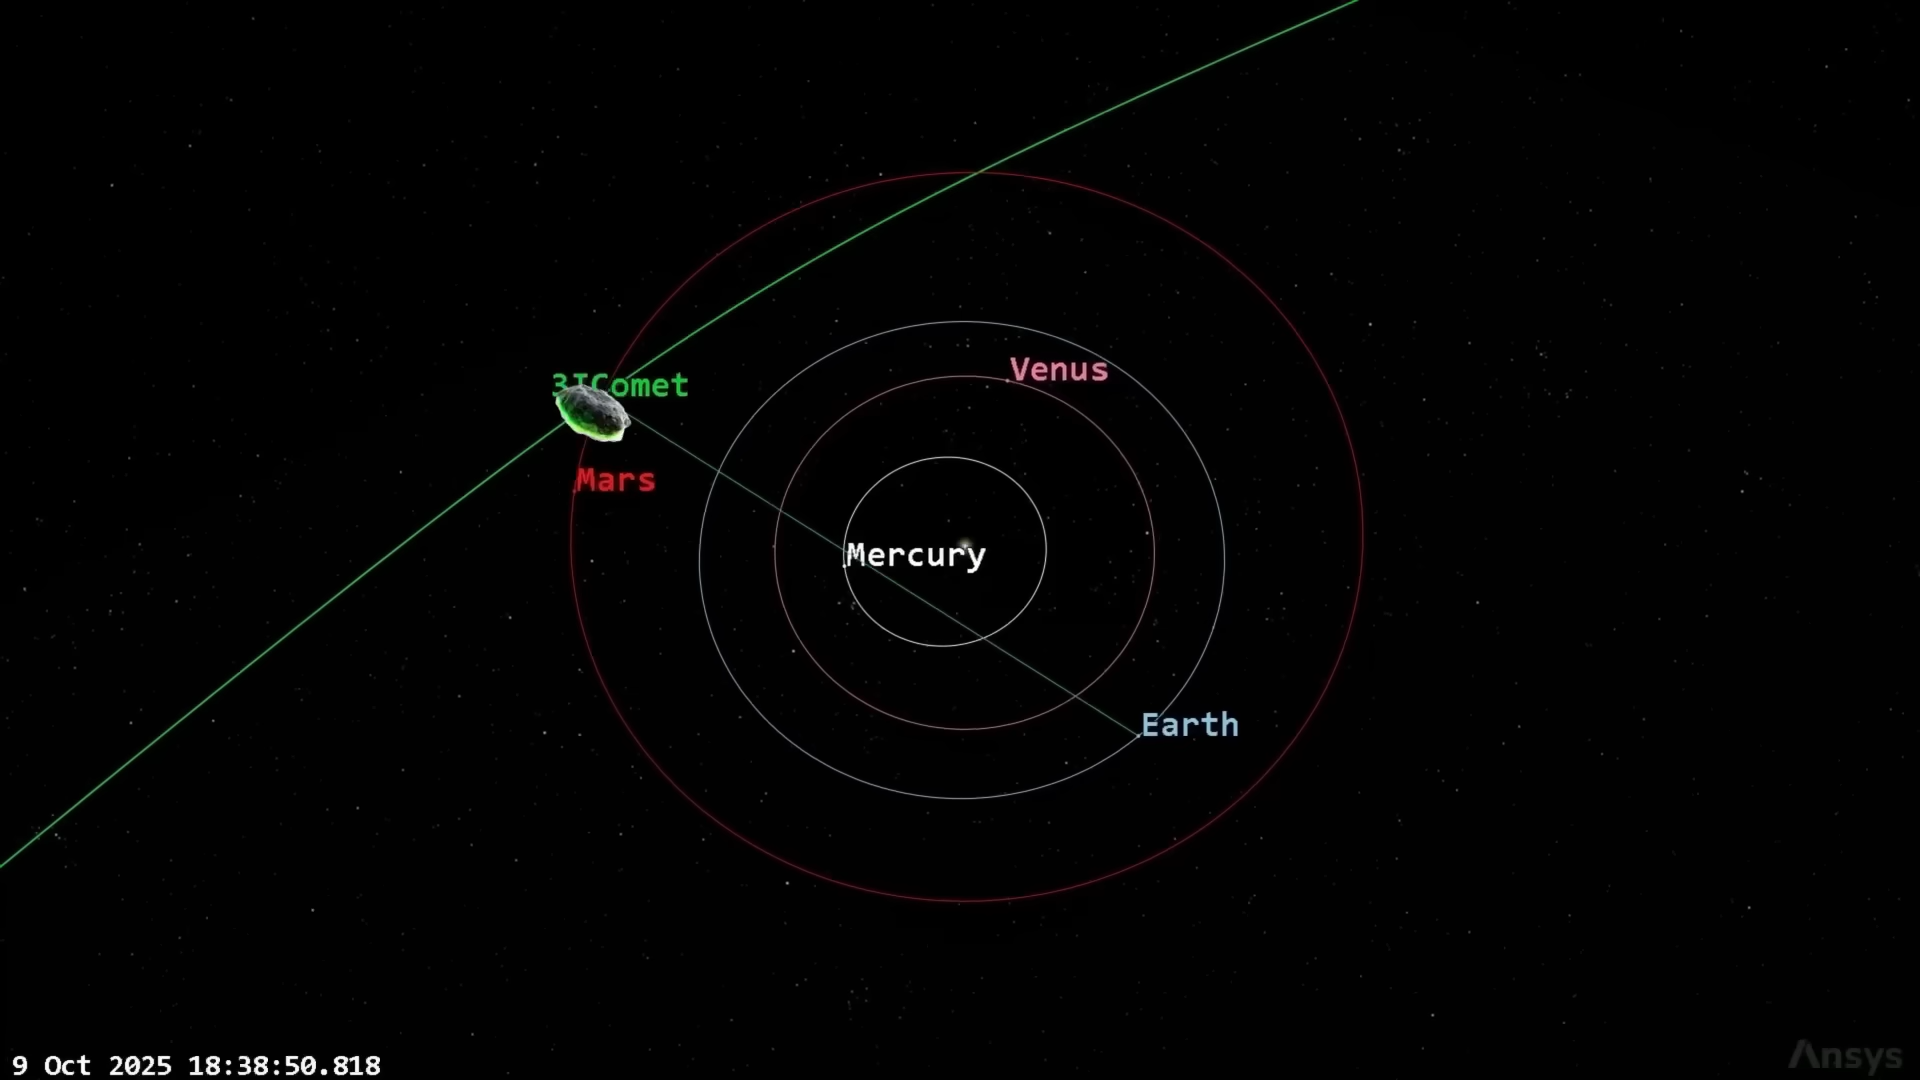 Venus
3IComet
Mars
Mercury
Earth
9 Oct 2025 18:38:50.818
Ansys